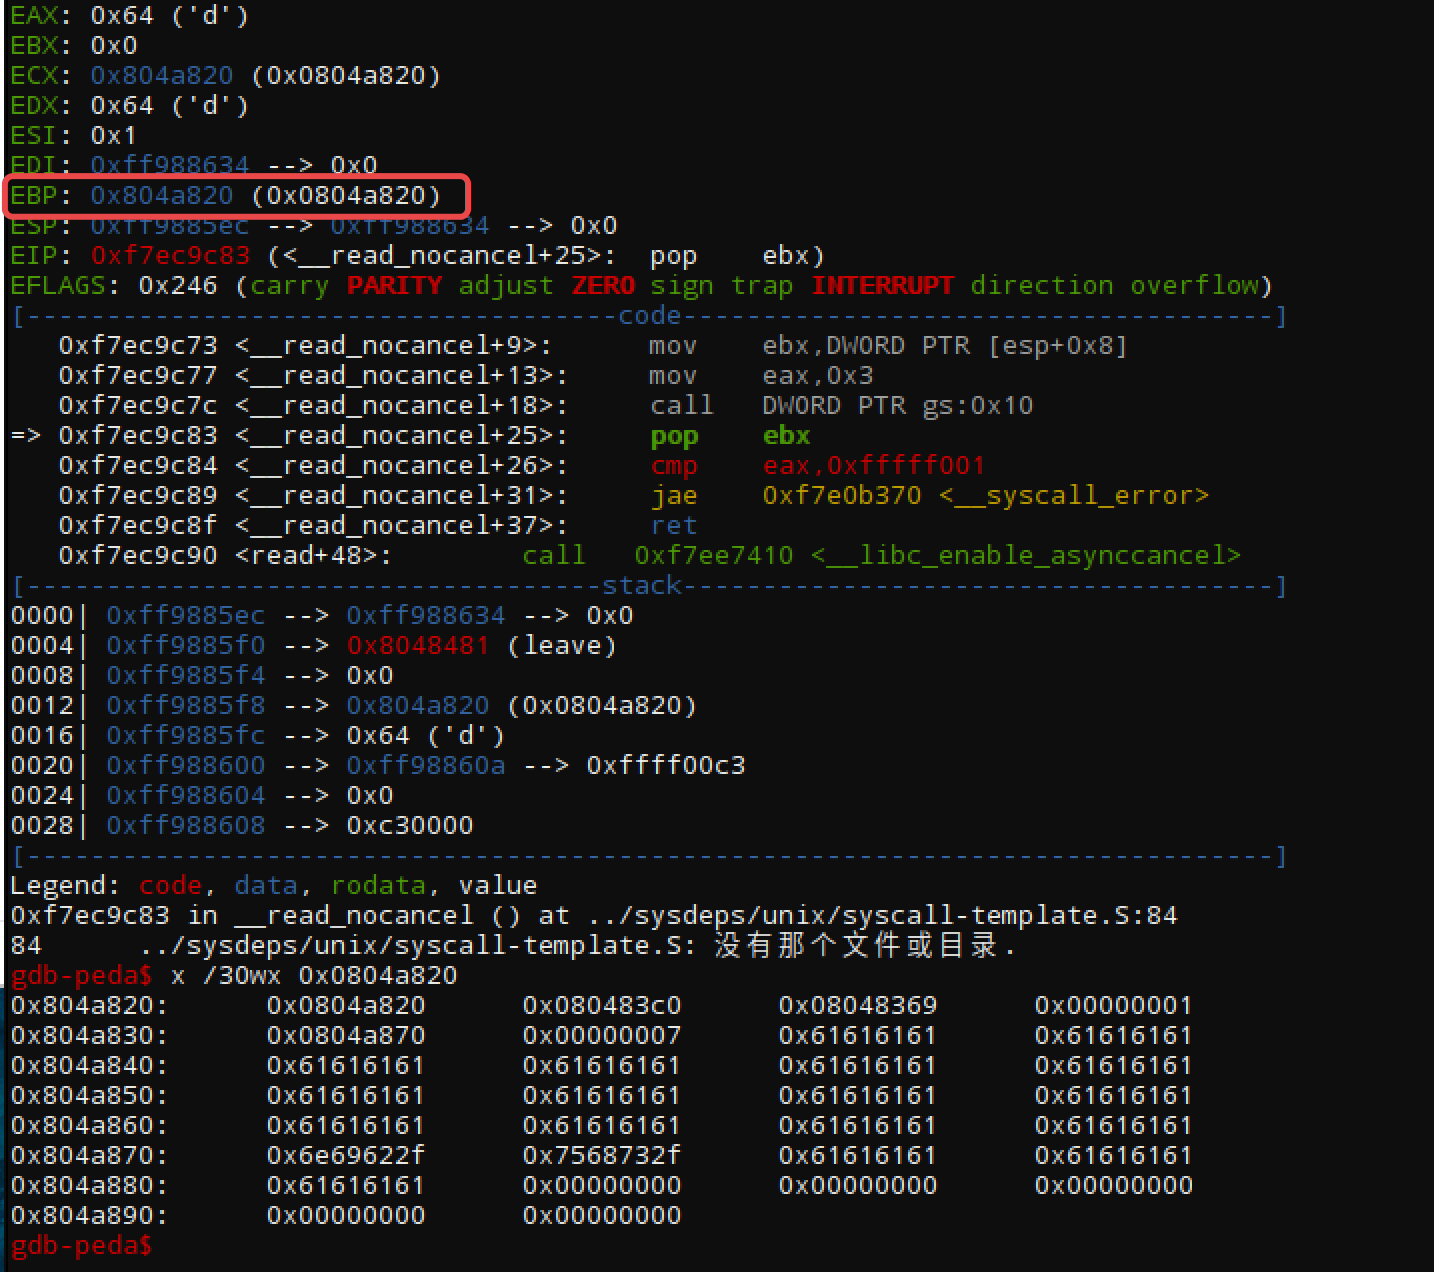 EAX: 0x64 ('d')
EBX: 0x0
ECX: 0x804a820 (0x0804a820)
EDX: 0x64 ('d')
ESI: 0x1
EDI: 0xff988634 --> 0x0
EBP: 0x804a820 (0x0804a820)
ESP: 0xff9885ec --> 0xff988634 --> 0x0
EIP: 0xf7ec9c83 (<__read_nocancel+25>: pop ebx)
EFLAGS: 0x246 (carry PARITY adjust ZERO sign trap INTERRUPT direction overflow)
[-------------------------------------code-------------------------------------]
0xf7ec9c73 <__read_nocancel+9>: mov ebx,DWORD PTR [esp+0x8]
0xf7ec9c77 <__read_nocancel+13>: mov eax,0x3
0xf7ec9c7c <__read_nocancel+18>: call DWORD PTR gs:0x10
=> 0xf7ec9c83 <__read_nocancel+25>: pop ebx
0xf7ec9c84 <__read_nocancel+26>: cmp eax,0xfffff001
0xf7ec9c89 <__read_nocancel+31>: jae 0xf7e0b370 <__syscall_error>
0xf7ec9c8f <__read_nocancel+37>: ret
0xf7ec9c90 <read+48>: call 0xf7ee7410 <__libc_enable_asynccancel>
[------------------------------------stack-------------------------------------]
0000| 0xff9885ec --> 0xff988634 --> 0x0
0004| 0xff9885f0 --> 0x8048481 (leave)
0008| 0xff9885f4 --> 0x0
0012| 0xff9885f8 --> 0x804a820 (0x0804a820)
0016| 0xff9885fc --> 0x64 ('d')
0020| 0xff988600 --> 0xff98860a --> 0xffff00c3
0024| 0xff988604 --> 0x0
0028| 0xff988608 --> 0xc30000
[------------------------------------------------------------------------------]
Legend: code, data, rodata, value
0xf7ec9c83 in __read_nocancel () at ../sysdeps/unix/syscall-template.S:84
84 ../sysdeps/unix/syscall-template.S: 没有那个文件或目录.
gdb-peda$ x /30wx 0x0804a820
0x804a820: 0x0804a820 0x080483c0 0x08048369 0x00000001
0x804a830: 0x0804a870 0x00000007 0x61616161 0x61616161
0x804a840: 0x61616161 0x61616161 0x61616161 0x61616161
0x804a850: 0x61616161 0x61616161 0x61616161 0x61616161
0x804a860: 0x61616161 0x61616161 0x61616161 0x61616161
0x804a870: 0x6e69622f 0x7568732f 0x61616161 0x61616161
0x804a880: 0x61616161 0x00000000 0x00000000 0x00000000
0x804a890: 0x00000000 0x00000000
gdb-peda$